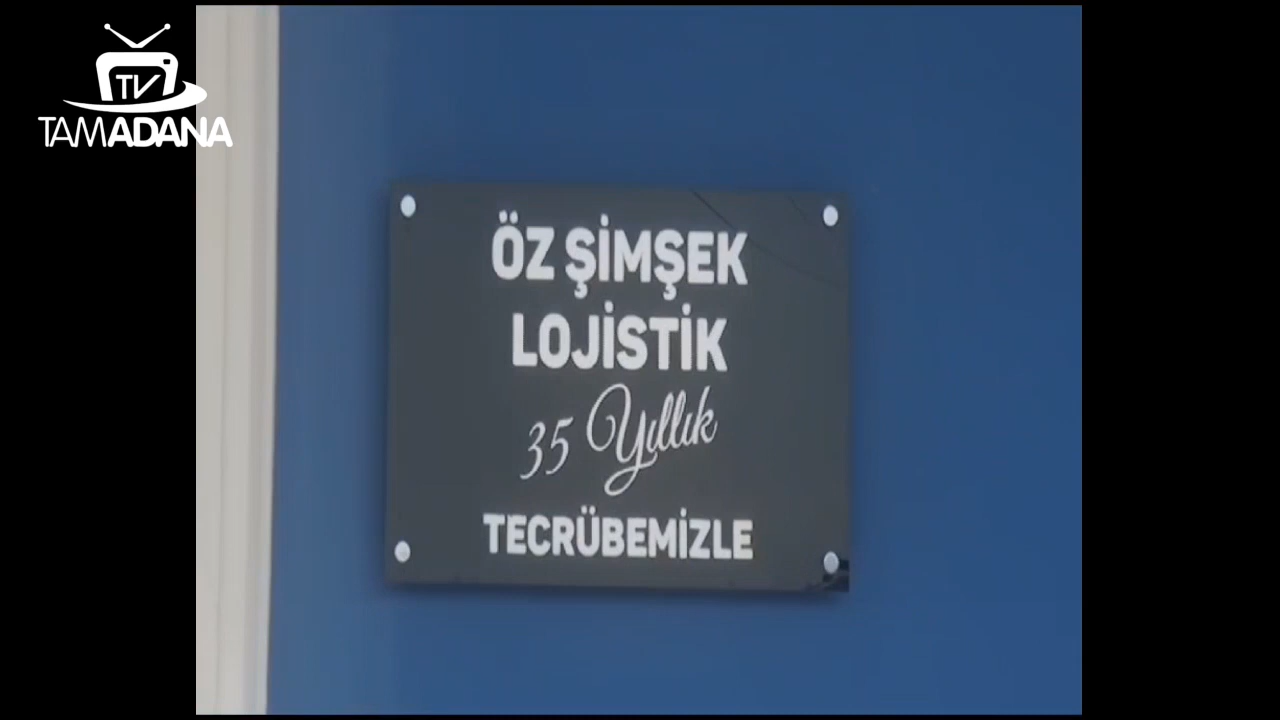 TV
TAMADANA
ÖZ ŞİMŞEK
LOJİSTİK
35 Yıllık
TECRÜBEMİZLE